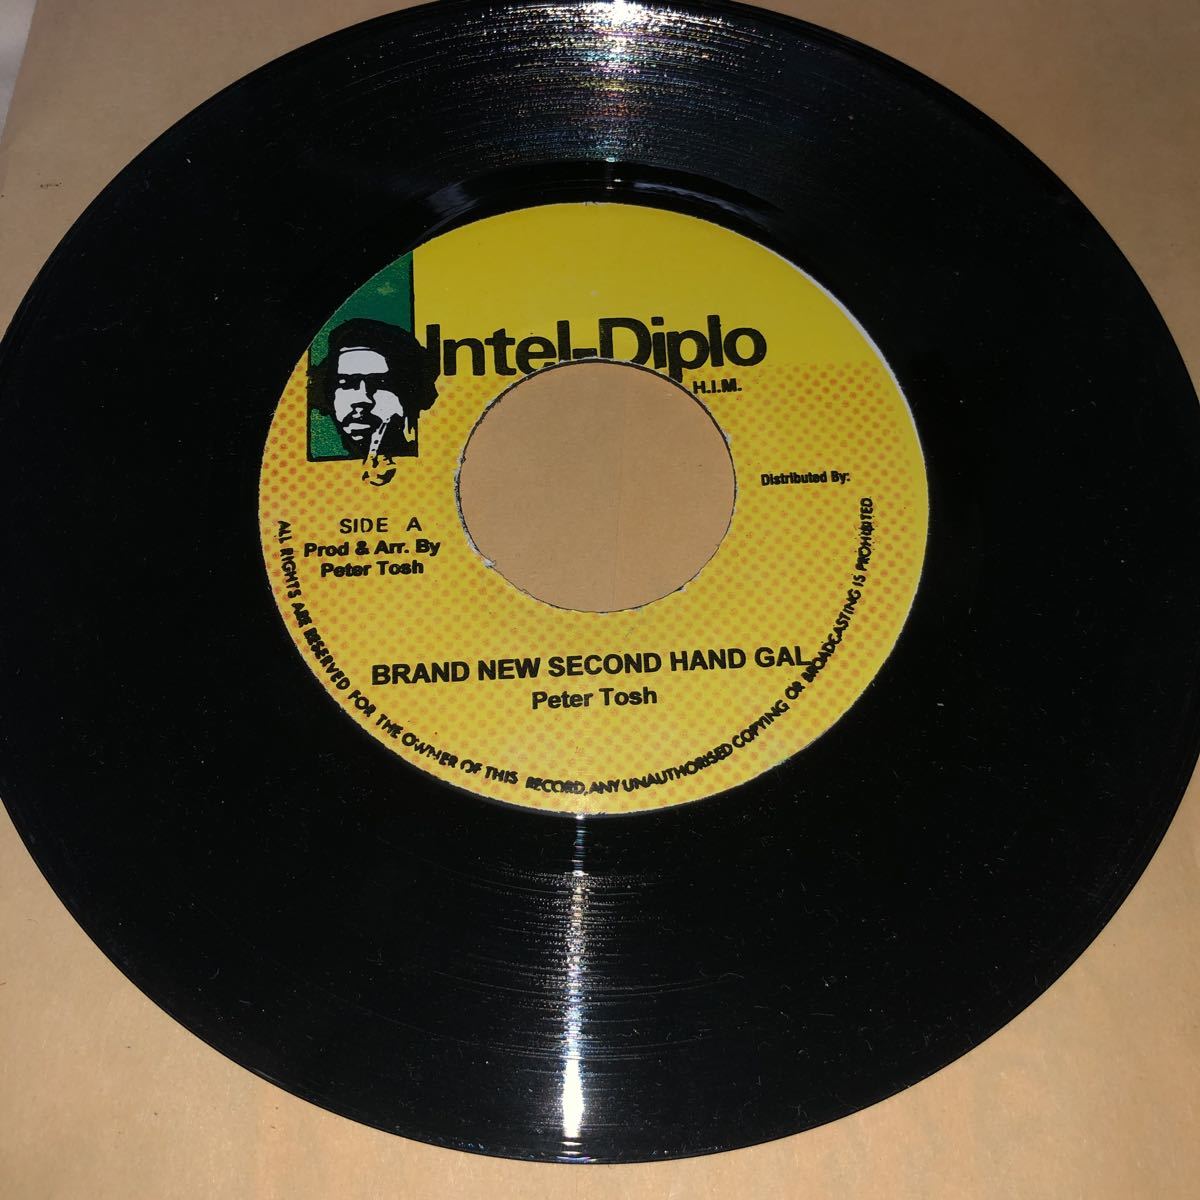 Intel-Diplo
H.I.M.
Distributed By:
SIDE A
Prod & Arr. By
Peter Tosh
BRAND NEW SECOND HAND GAL
Peter Tosh
ALL RIGHTS ARE RESERVED FOR THE OWNER OF THIS RECORD, ANY UNAUTHORISED COPYING OR BROADCASTING IS PROHIBITED